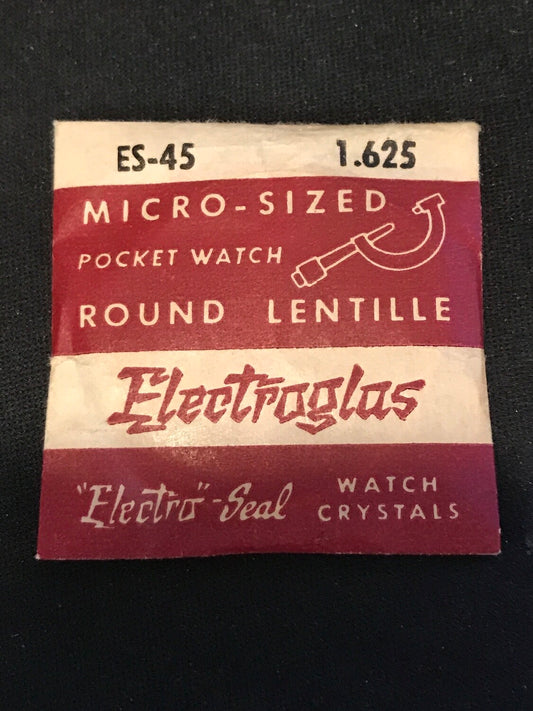 ES-45 1.625
MICRO-SIZED
POCKET WATCH
ROUND LENTILLE
Electroglas
"Electro"-Seal WATCH
CRYSTALS